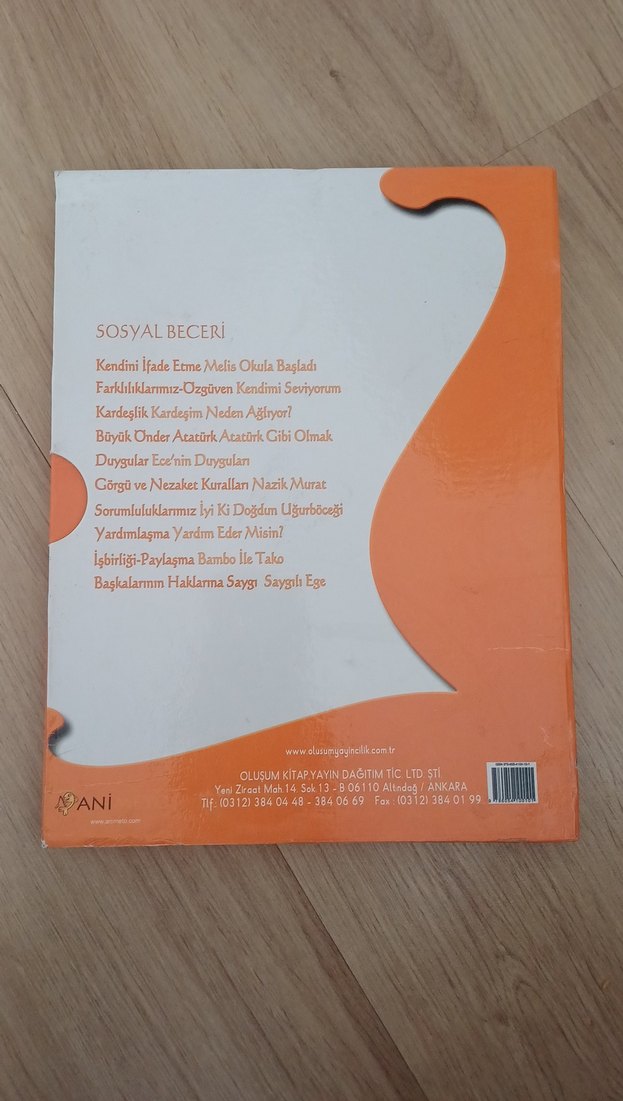 SOSYAL BECERİ
Kendini İfade Etme Melis Okula Başladı
Farklılıklarımız-Özgüven Kendimi Seviyorum
Kardeşlik Kardeşim Neden Ağlıyor?
Büyük Önder Atatürk Atatürk Gibi Olmak
Duygular Ece'nin Duyguları
Görgü ve Nezaket Kuralları Nazik Murat
Sorumluluklarımız İyi Ki Doğdun Uğurböceği
Yardımlaşma Yardım Eder Misin?
İşbirliği-Paylaşma Bambo İle Tako
Başkalarının Haklarına Saygı Saygılı Ege
www.olusumyayincilik.com.tr
OLUŞUM KİTAP,YAYIN DAĞITIM TİC LTD ŞTİ
Yeni Ziraat Mah 14 Sok 13 - B 06110 Altındağ / ANKARA
Tlf: (0312) 384 04 48 - 384 06 69 Fax : (0312) 384 01 99
ANİ